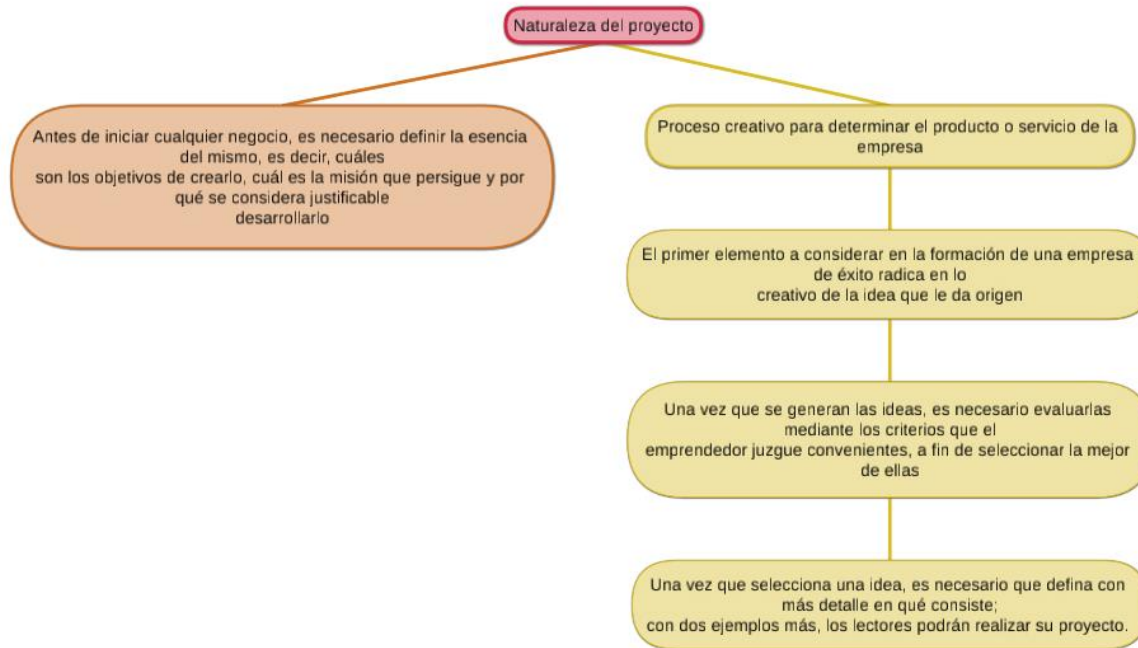 Naturaleza del proyecto
Antes de iniciar cualquier negocio, es necesario definir la esencia
del mismo, es decir, cuáles
son los objetivos de crearlo, cuál es la misión que persigue y por
qué se considera justificable
desarrollarlo
Proceso creativo para determinar el producto o servicio de la
empresa
El primer elemento a considerar en la formación de una empresa
de éxito radica en lo
creativo de la idea que le da origen
Una vez que se generan las ideas, es necesario evaluarlas
mediante los criterios que el
emprendedor juzgue convenientes, a fin de seleccionar la mejor
de ellas
Una vez que selecciona una idea, es necesario que defina con
más detalle en qué consiste;
con dos ejemplos más, los lectores podrán realizar su proyecto.